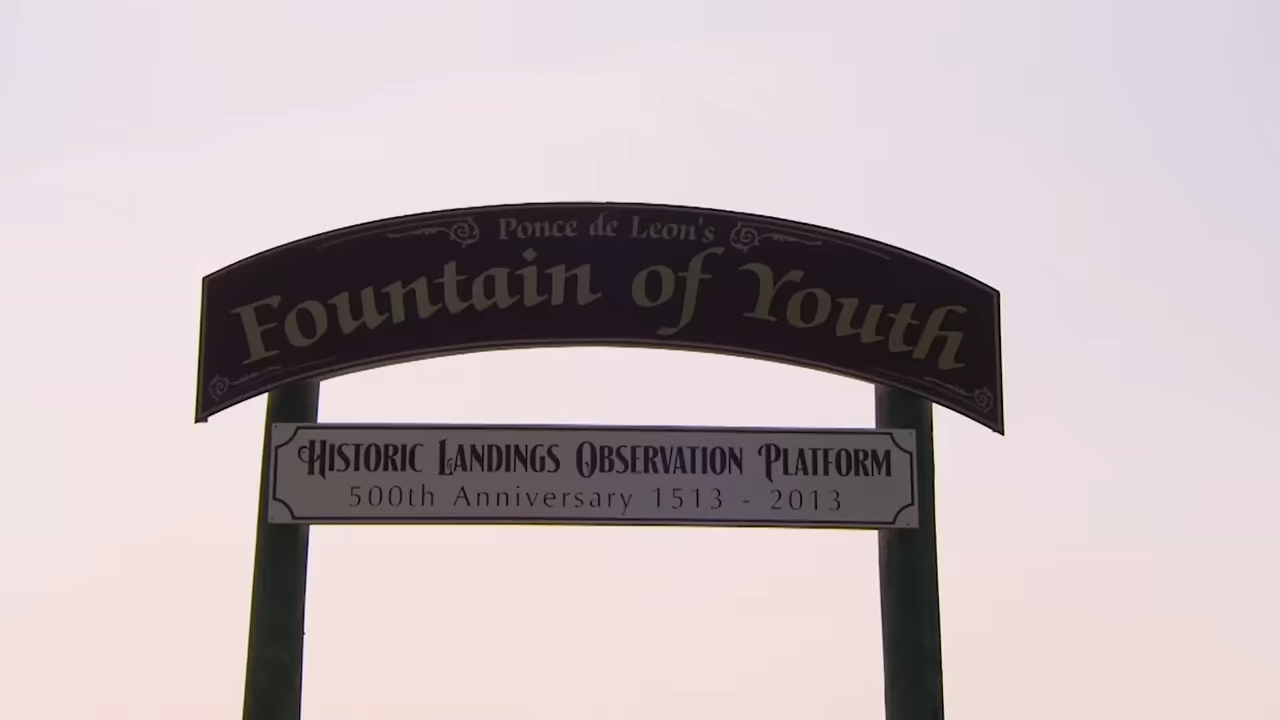 Ponce de Leon's
Fountain of Youth
HISTORIC LANDINGS OBSERVATION PLATFORM
500th Anniversary 1513 - 2013